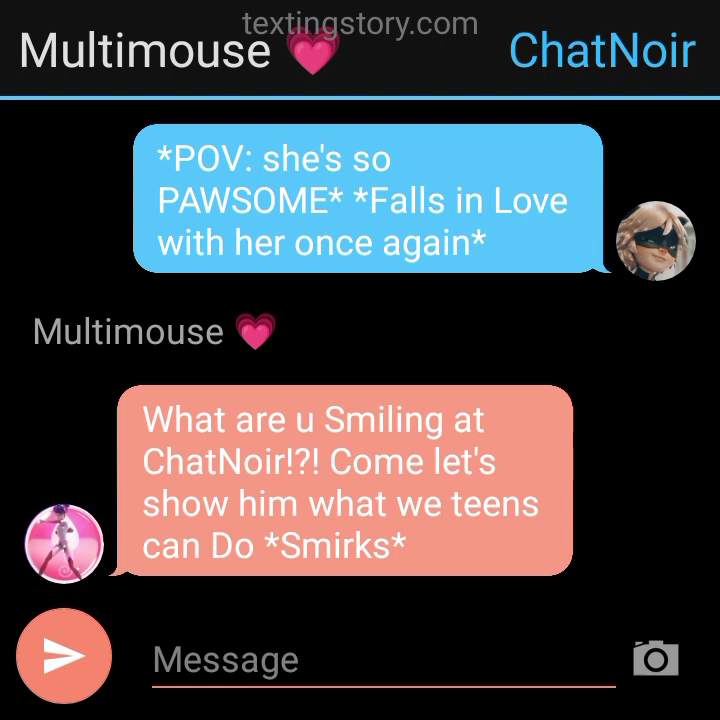 textingstory.com
Multimouse 💗 ChatNoir
*POV: she's so
PAWSOME* *Falls in Love
with her once again*
Multimouse 💗
What are u Smiling at
ChatNoir!?! Come let's
show him what we teens
can Do *Smirks*
Message